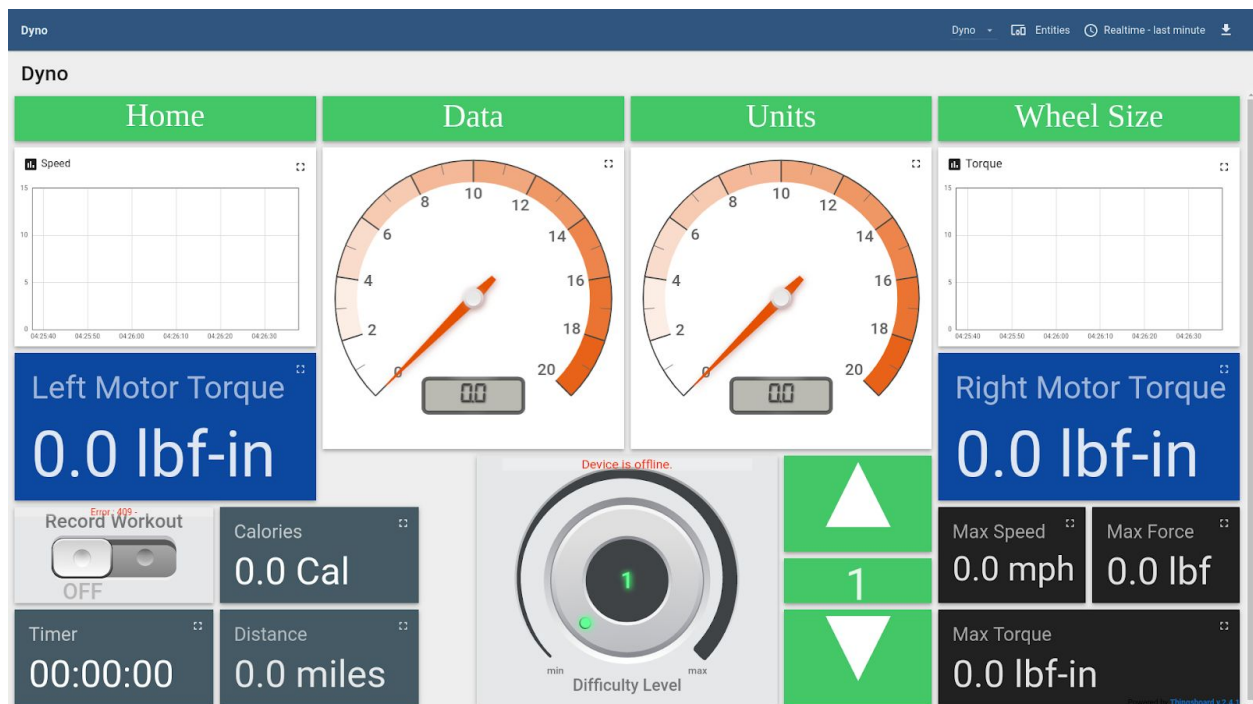 Dyno
Dyno Entities Realtime - last minute
Dyno
Home Data Units Wheel Size
Speed
15
10
5
0
04:25:40 04:25:50 04:26:00 04:26:10 04:26:20 04:26:30
0 2 4 6 8 10 12 14 16 18 20
0.0
0 2 4 6 8 10 12 14 16 18 20
0.0
Torque
15
10
5
0
04:25:40 04:25:50 04:26:00 04:26:10 04:26:20 04:26:30
Left Motor Torque
0.0 lbf-in
Right Motor Torque
0.0 lbf-in
Error : 409 -
Record Workout
OFF
Calories
0.0 Cal
Timer
00:00:00
Distance
0.0 miles
Device is offline.
1
min max
Difficulty Level
1
Max Speed
0.0 mph
Max Force
0.0 lbf
Max Torque
0.0 lbf-in
Powered by Thingsboard v.2.4.1